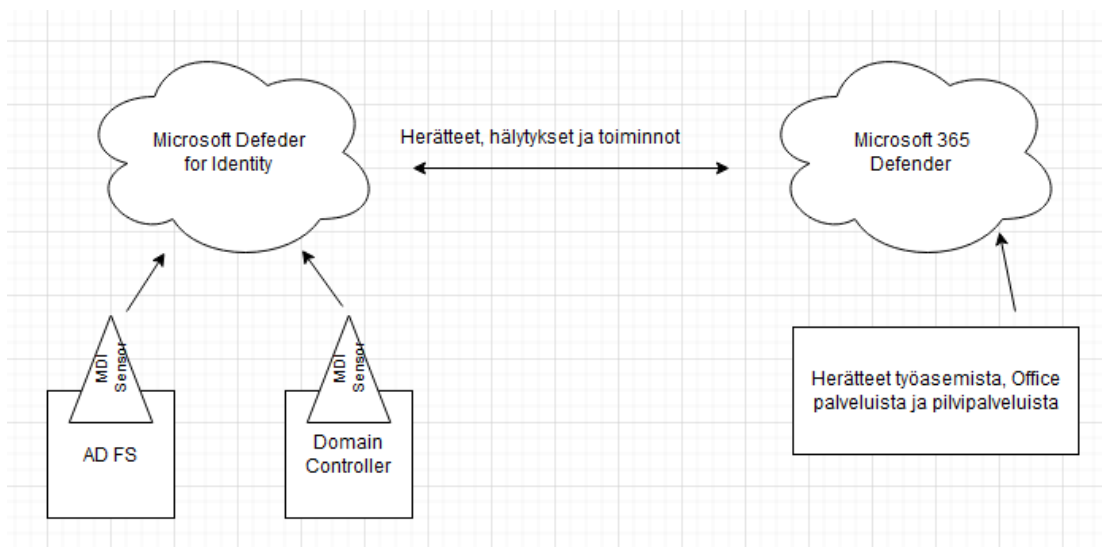 Microsoft Defeder
for Identity
Herätteet, hälytykset ja toiminnot
Microsoft 365
Defender
MDI
Sensor
MDI
Sensor
AD FS
Domain
Controller
Herätteet työasemista, Office
palveluista ja pilvipalveluista